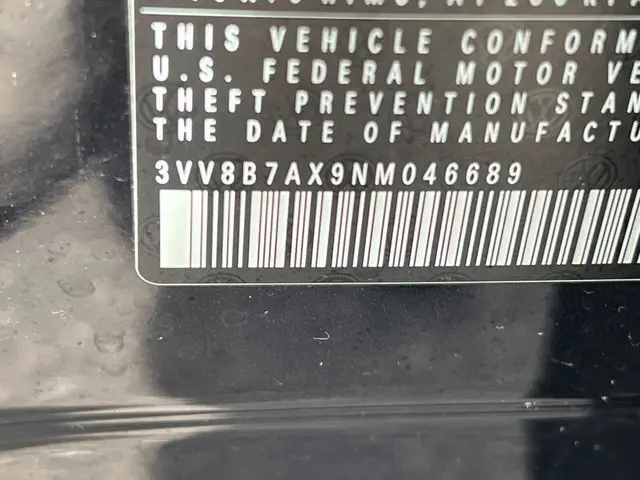 THIS VEHICLE CONFORM
U.S. FEDERAL MOTOR VE
THEFT PREVENTION STAN
THE DATE OF MANUFACTU
3VV8B7AX9NM046689